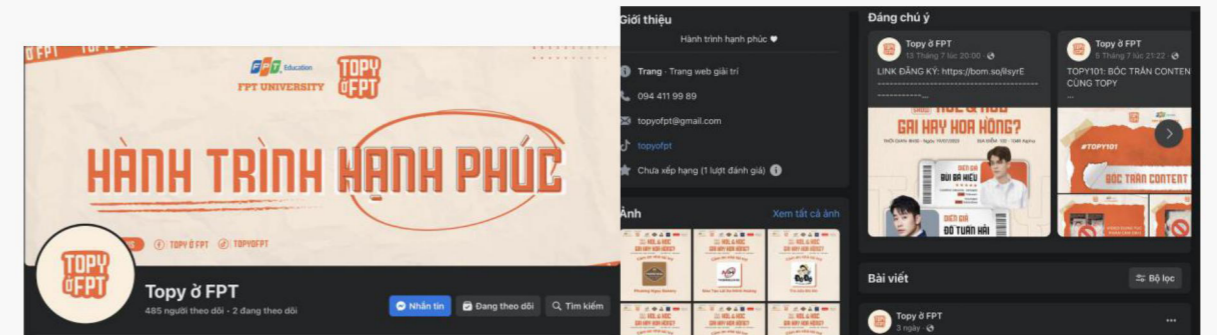 FPT Education
FPT UNIVERSITY
TOPY
ỞFPT
HÀNH TRÌNH HẠNH PHÚC
TOPY Ở FPT
TOPYOFPT
TOPY
ỞFPT
Topy ở FPT
485 người theo dõi · 2 đang theo dõi
Nhắn tin
Đang theo dõi
Tìm kiếm
Giới thiệu
Hành trình hạnh phúc
Trang · Trang web giải trí
094 411 99 89
topyofpt@gmail.com
topyofpt
Chưa xếp hạng (1 lượt đánh giá)
Ảnh
Xem tất cả ảnh
Đáng chú ý
Topy ở FPT
13 Tháng 7 lúc 20:00
LINK ĐĂNG KÝ: https://bom.so/iIsyrE
GAI HAY HOA HỒNG?
DIỄN GIẢ
BÙI BÁ HIẾU
DIỄN GIẢ
ĐỖ TUẤN HẢI
Topy ở FPT
5 Tháng 7 lúc 21:22
TOPY101: BÓC TRẦN CONTEN
CÙNG TOPY
...
#TOPY101
BÓC TRẦN CONTENT
Bài viết
Bộ lọc
Topy ở FPT
3 ngày